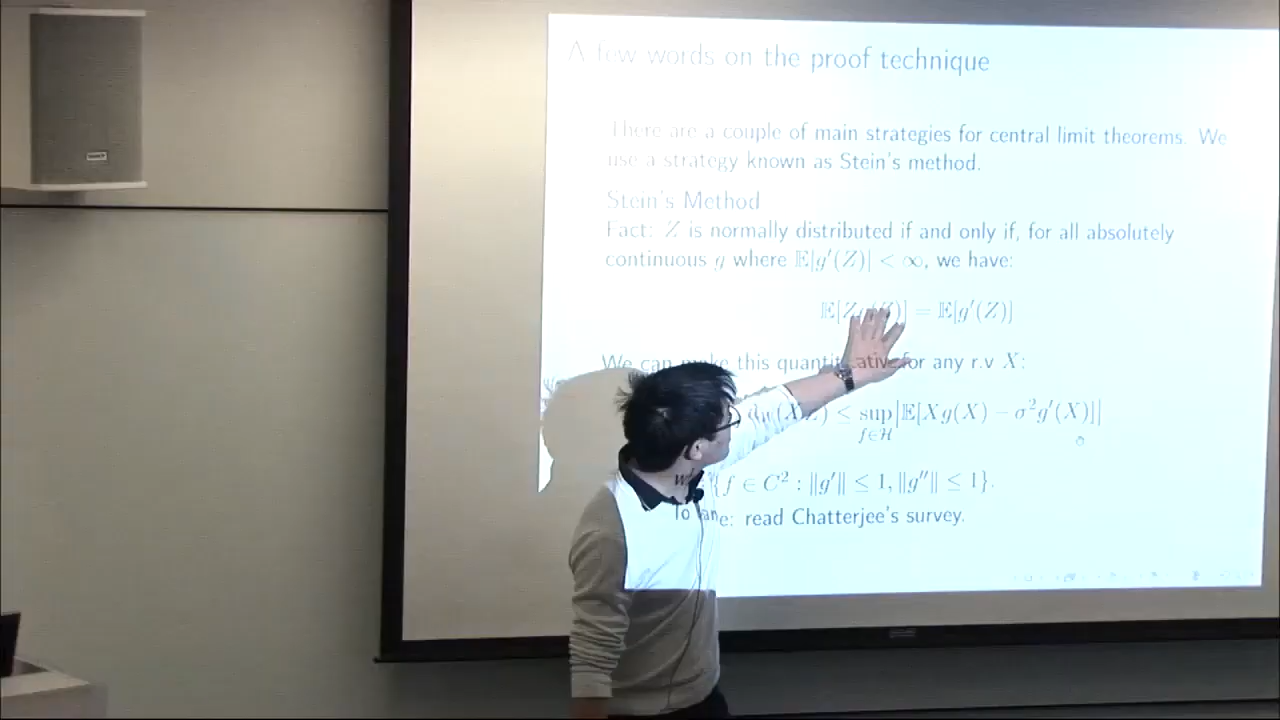 A few words on the proof technique
There are a couple of main strategies for central limit theorems. We
use a strategy known as Stein's method.
Stein's Method
Fact: Z is normally distributed if and only if, for all absolutely
continuous g where 𝔼|g′(Z)| < ∞, we have:
= 𝔼[g′(Z)]
We can make this quantitative for any r.v X:
≤ sup |𝔼[Xg(X) − σ²g′(X)]|
f∈ℋ
{f ∈ C² : ‖g′‖ ≤ 1, ‖g″‖ ≤ 1}.
read Chatterjee's survey.